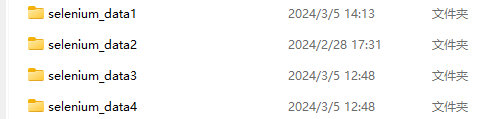 selenium_data1 2024/3/5 14:13 文件夹
selenium_data2 2024/2/28 17:31 文件夹
selenium_data3 2024/3/5 12:48 文件夹
selenium_data4 2024/3/5 12:48 文件夹